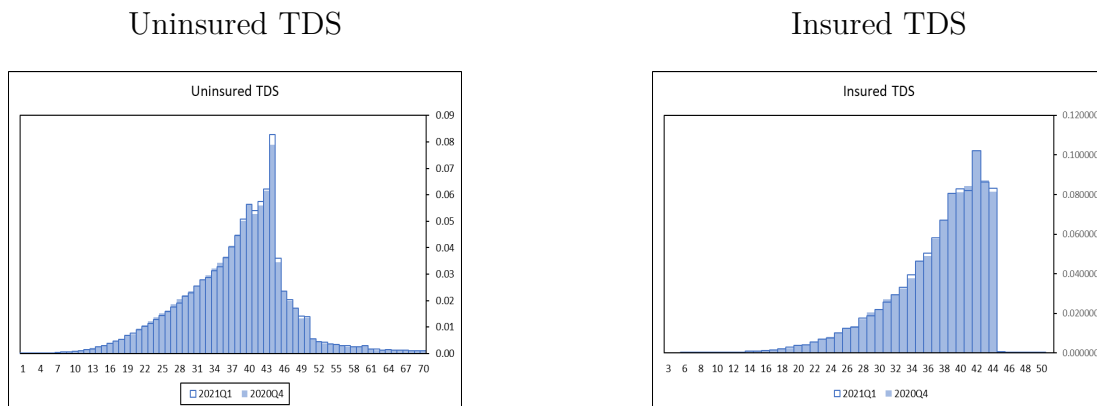 Uninsured TDS
Insured TDS
Uninsured TDS
0.09
0.08
0.07
0.06
0.05
0.04
0.03
0.02
0.01
0.00
1 4 7 10 13 16 19 22 25 28 31 34 37 40 43 46 49 52 55 58 61 64 67 70
2021Q1 2020Q4
Insured TDS
0.120000
0.100000
0.080000
0.060000
0.040000
0.020000
0.000000
3 6 8 10 12 14 16 18 20 22 24 26 28 30 32 34 36 38 40 42 44 46 48 50
2021Q1 2020Q4